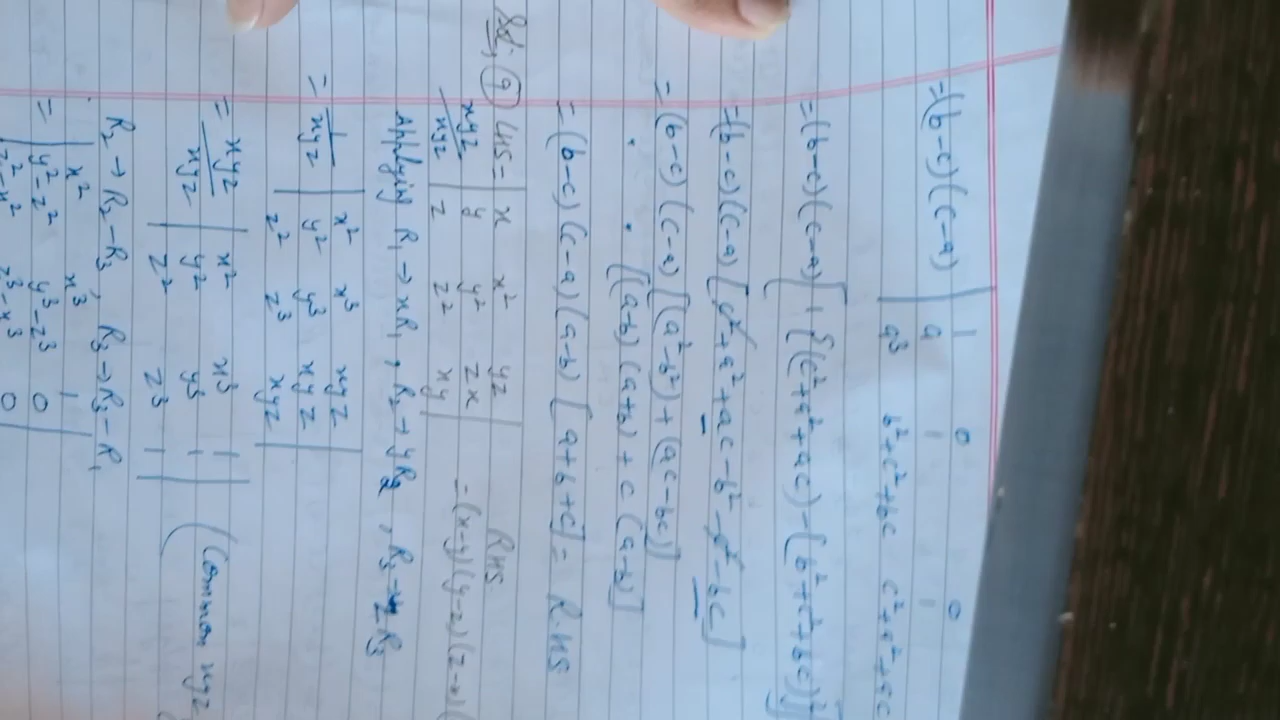 =(b-c)(c-a) | 1 0 0
a 1 1
a³ b²+c²+bc c²+a²+ac
=(b-c)(c-a)[1{(c²+a²+ac)-{b²+c²+bc)}]
=(b-c)(c-a)[c²+a²+ac-b²-c²-bc]
=(b-c)(c-a)[(a²-b²)+(ac-bc)]
[(a-b)(a+b)+c(a-b)]
=(b-c)(c-a)(a-b)[a+b+c]= R.HS
Sol. 9) LHS= | x x² yz | RHS
xyz/xyz | y y² zx | =(x-y)(y-z)(z-x)(
| z z² xy |
Applying R₁→xR₁, R₂→yR₂, R₃→zR₃
= 1/xyz | x² x³ xyz |
| y² y³ xyz |
| z² z³ xyz |
= xyz/xyz | x² x³ 1 |
| y² y³ 1 | (Common xyz
| z² z³ 1 |
R₂→R₂-R₃, R₃→R₃-R₁
= | x² x³ 1 |
| y²-z² y³-z³ 0 |
| z²-x² z³-x³ 0 |